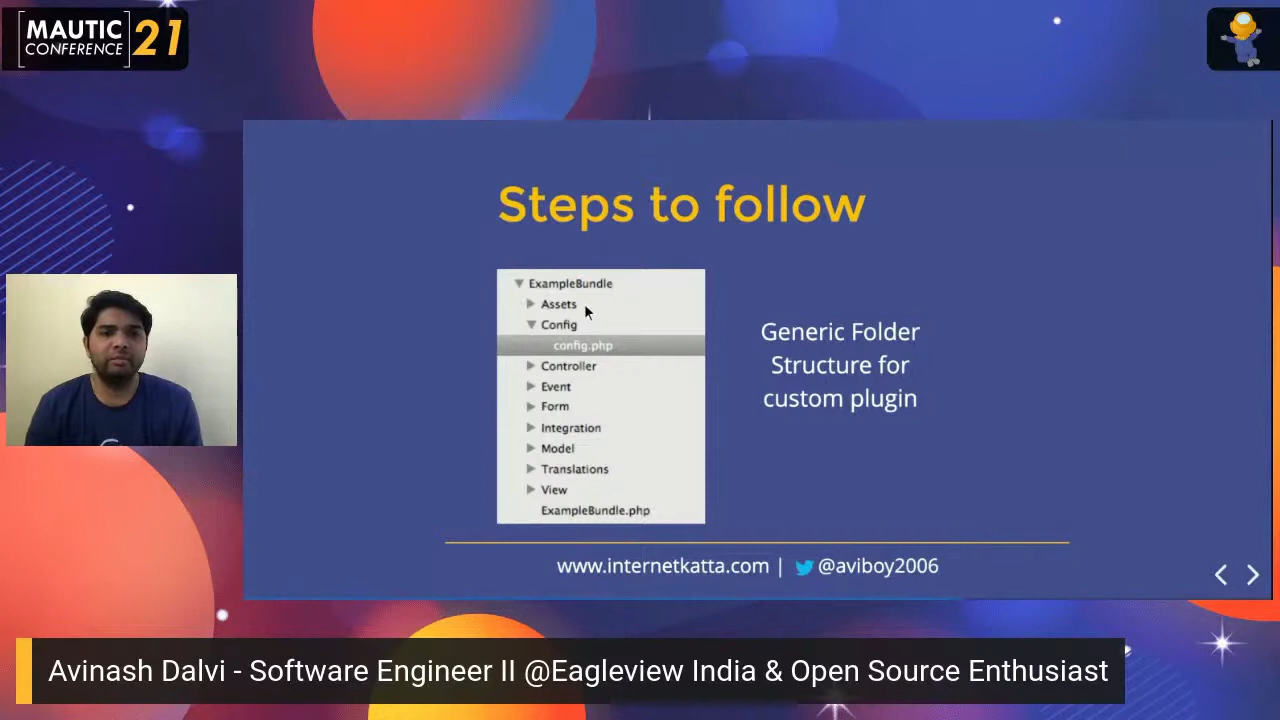 MAUTIC
CONFERENCE
21
Steps to follow
ExampleBundle
Assets
Config
config.php
Controller
Event
Form
Integration
Model
Translations
View
ExampleBundle.php
Generic Folder
Structure for
custom plugin
www.internetkatta.com | @aviboy2006
Avinash Dalvi - Software Engineer II @Eagleview India & Open Source Enthusiast